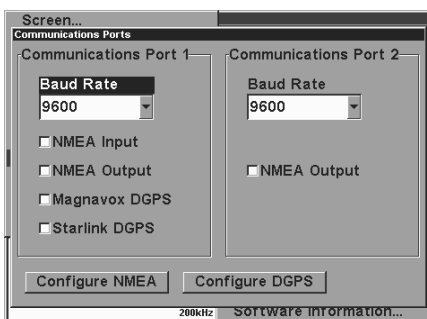 Screen...
Communications Ports
Communications Port 1
Baud Rate
9600
NMEA Input
NMEA Output
Magnavox DGPS
Starlink DGPS
Communications Port 2
Baud Rate
9600
NMEA Output
Configure NMEA
Configure DGPS
200kHz
Software Information...